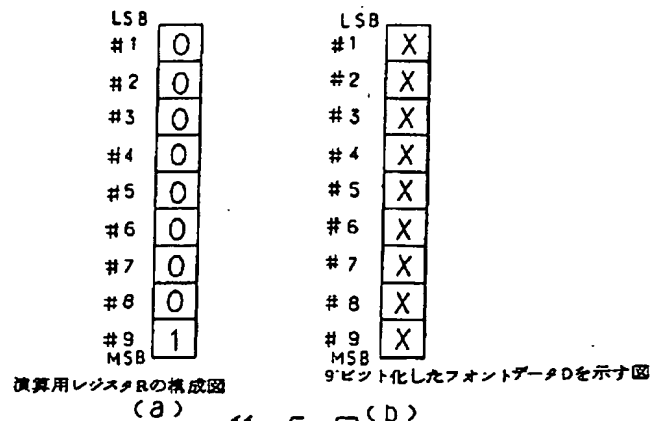 LSB LSB
#1 0 #1 X
#2 0 #2 X
#3 0 #3 X
#4 0 #4 X
#5 0 #5 X
#6 0 #6 X
#7 0 #7 X
#8 0 #8 X
#9 1 #9 X
MSB MSB
演算用レジスタRの構成図 9ビット化したフォントデータDを示す図
(a) (b)